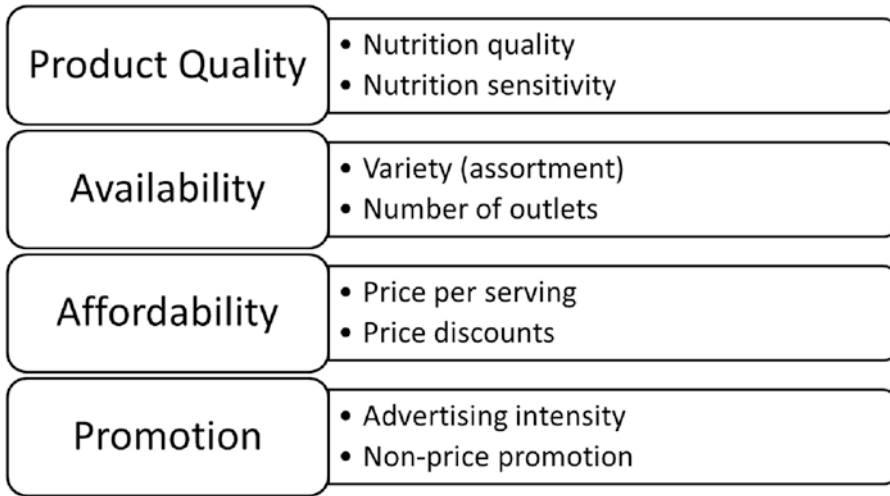 Product Quality
• Nutrition quality
• Nutrition sensitivity
Availability
• Variety (assortment)
• Number of outlets
Affordability
• Price per serving
• Price discounts
Promotion
• Advertising intensity
• Non-price promotion